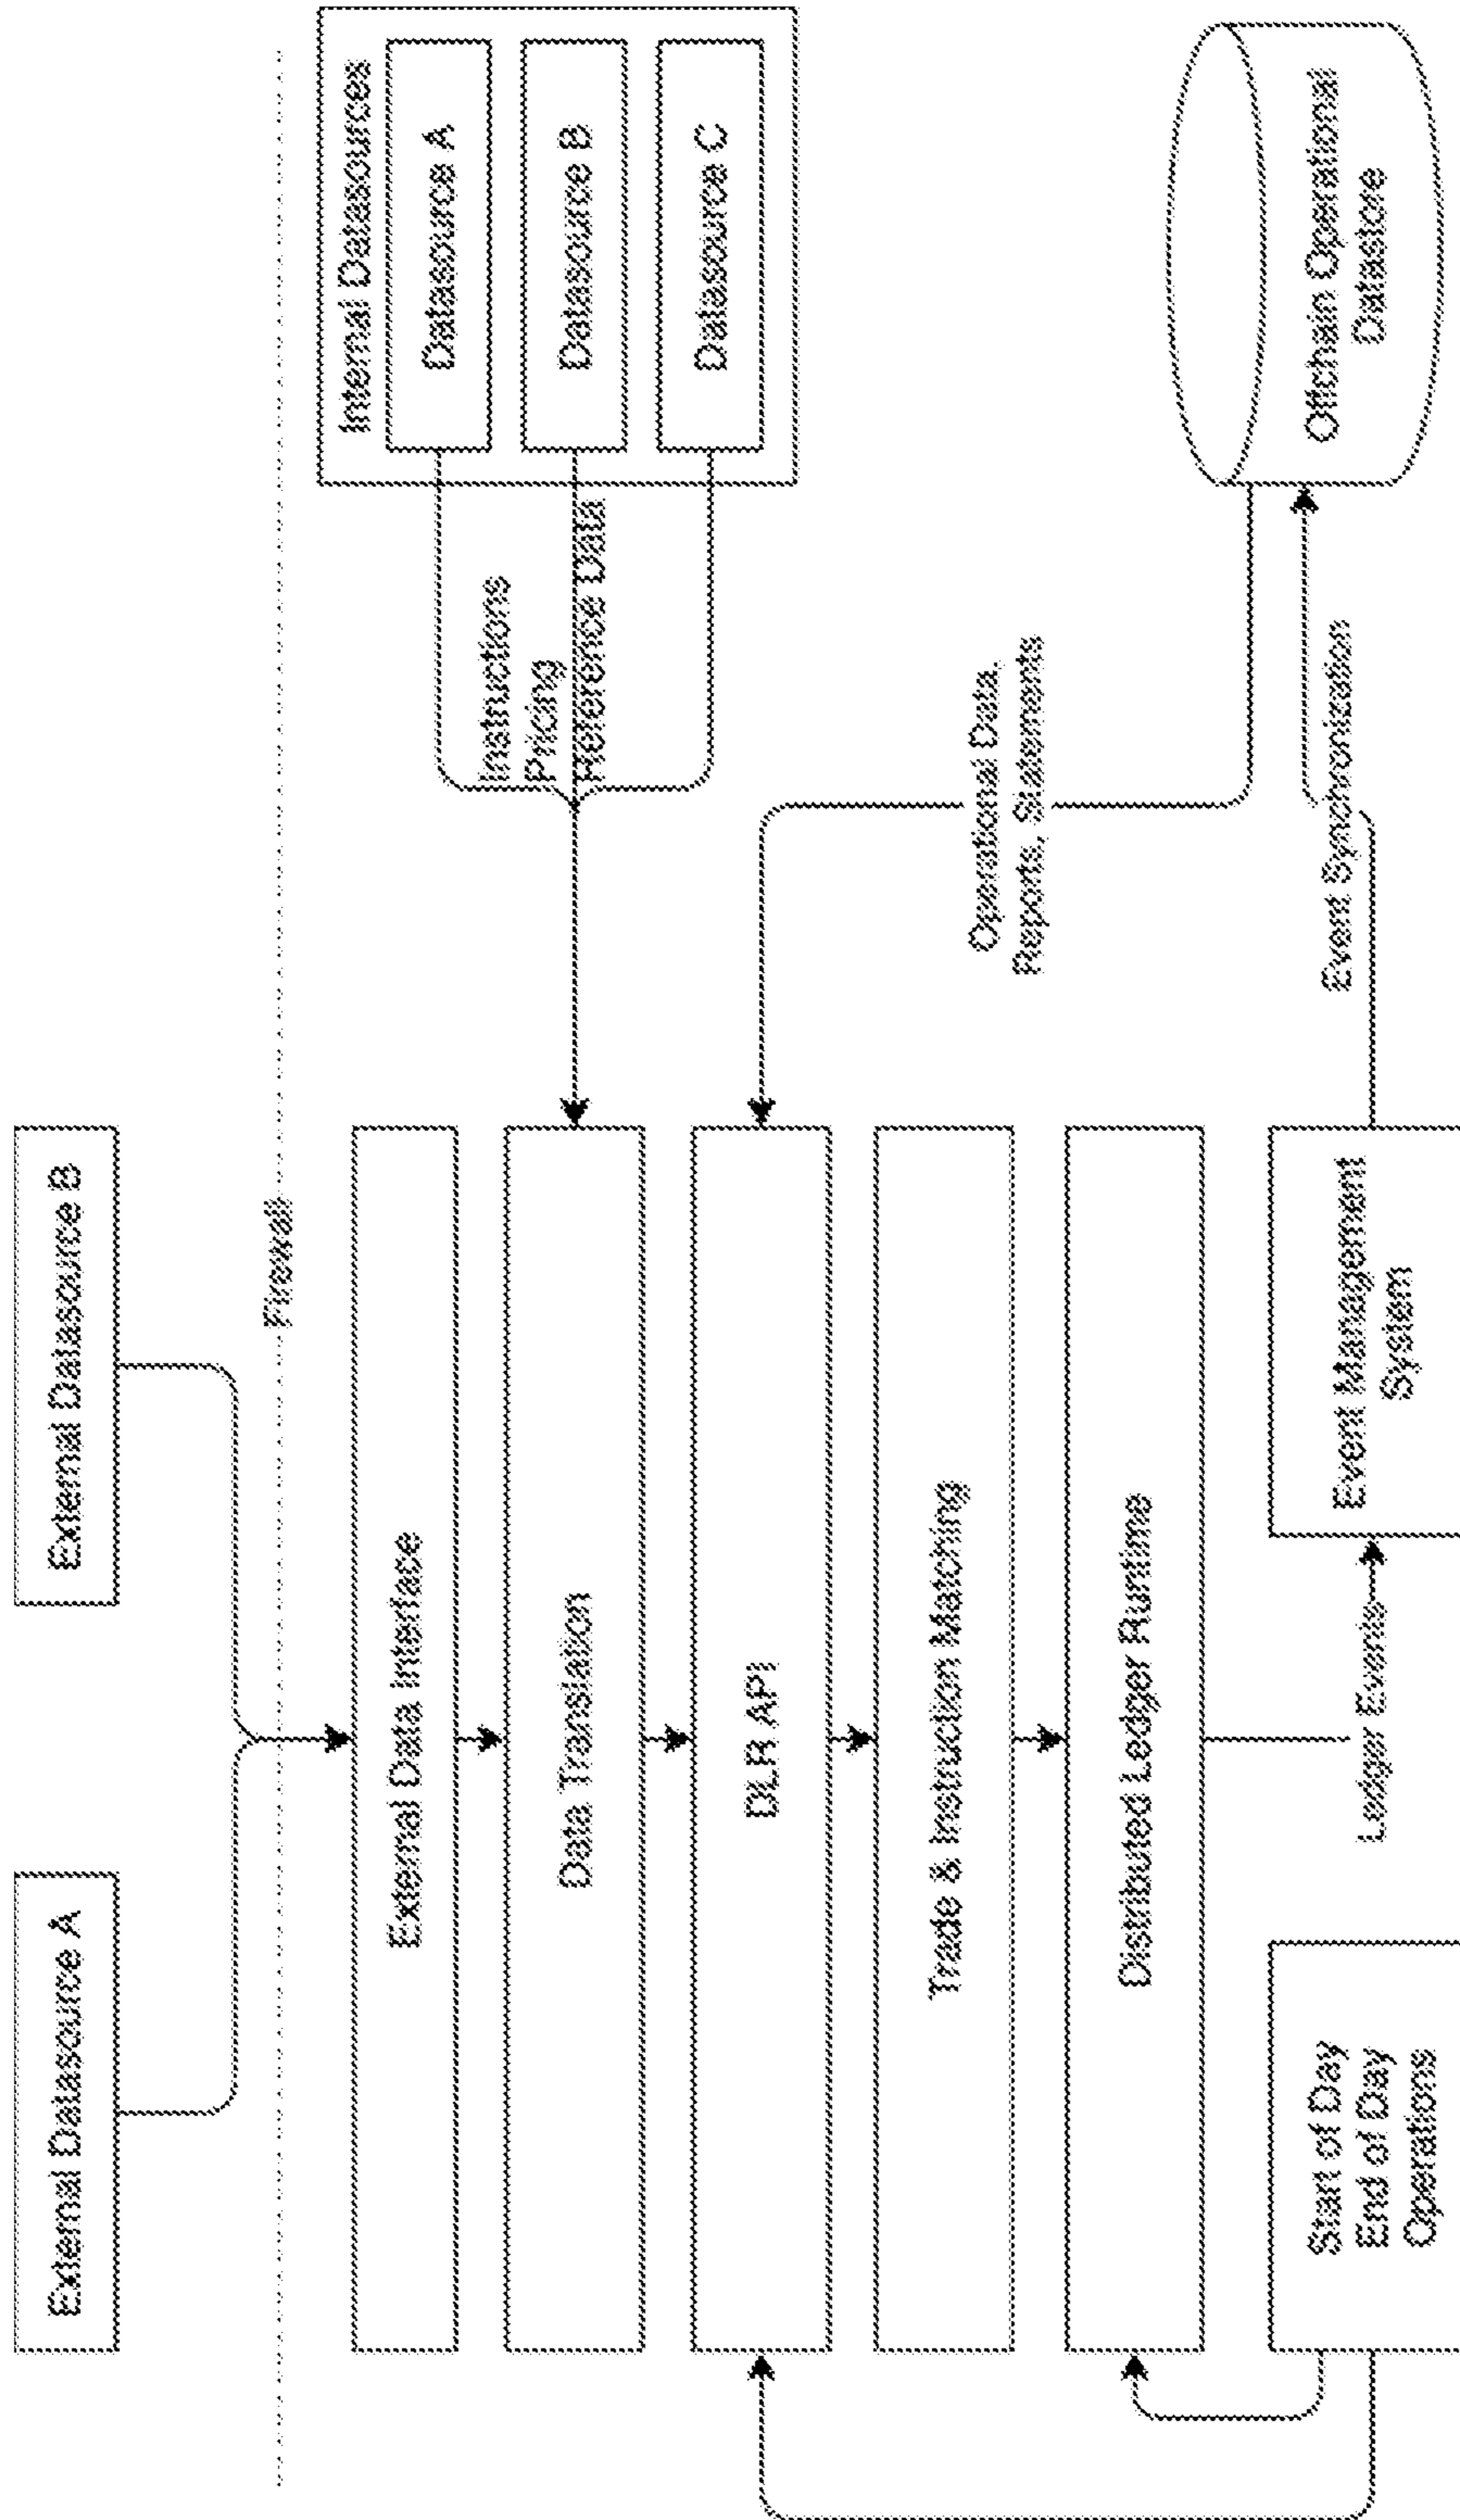 External Datasource A
External Datasource B
Firewall
External Data Interface
Internal Datasources
Datasource A
Datasource B
Datasource C
Instructions
Pricing
Reference Data
Data Translation
DLR API
Operational Data,
Reports, Statements
Trade & Instruction Matching
Distributed Ledger Runtime
Start of Day
End of Day
Operations
Ledger Events
Event Management
System
Event Synchronization
Offchain Operational
Datastore